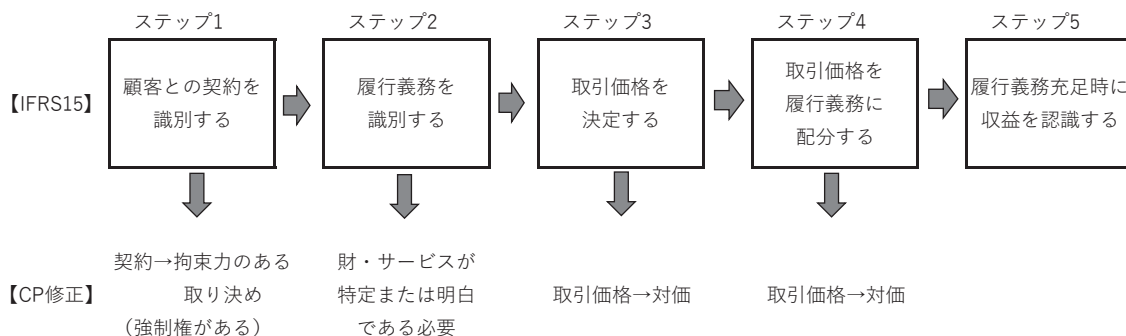 ステップ1
ステップ2
ステップ3
ステップ4
ステップ5
【IFRS15】
顧客との契約を
識別する
履行義務を
識別する
取引価格を
決定する
取引価格を
履行義務に
配分する
履行義務充足時に
収益を認識する
【CP修正】
契約→拘束力のある
取り決め
（強制権がある）
財・サービスが
特定または明白
である必要
取引価格→対価
取引価格→対価